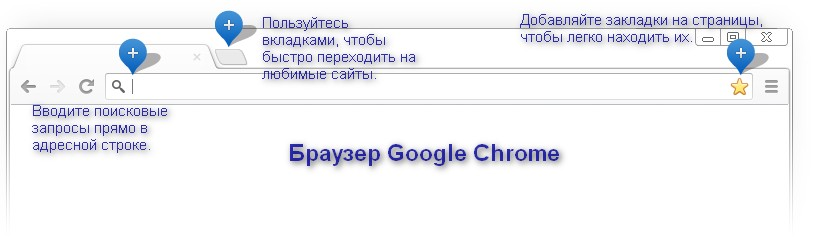 Пользуйтесь
вкладками, чтобы
быстро переходить на
любимые сайты.
Добавляйте закладки на страницы,
чтобы легко находить их.
Вводите поисковые
запросы прямо в
адресной строке.
Браузер Google Chrome